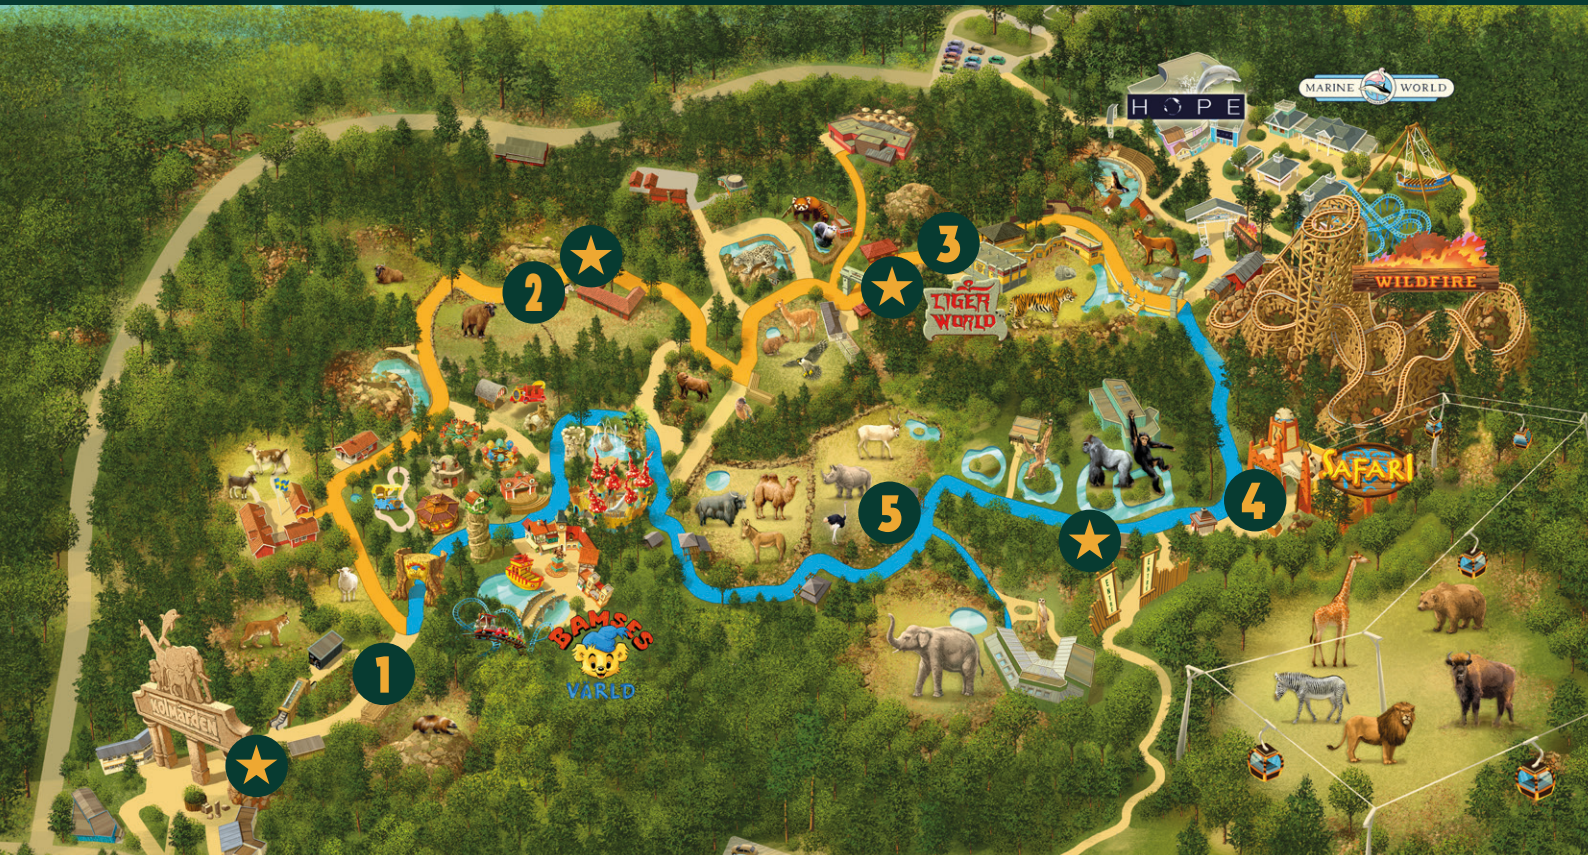 HOPE
MARINE WORLD
WILDFIRE
3
2
TIGER
WORLD
SAFARI
4
5
KOLMÅRDEN
1
BAMSES
VÄRLD